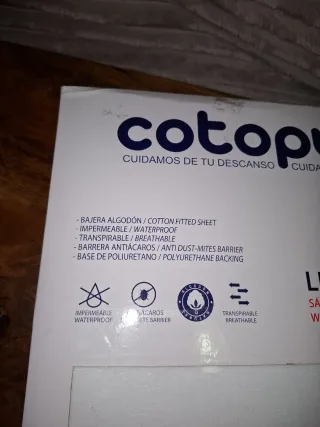 cotop
CUIDAMOS DE TU DESCANSO
- BAJERA ALGODÓN / COTTON FITTED SHEET
- IMPERMEABLE / WATERPROOF
- TRANSPIRABLE / BREATHABLE
- BARRERA ANTIÁCAROS / ANTI DUST-MITES BARRIER
- BASE DE POLIURETANO / POLYURETHANE BACKING
IMPERMEABLE
WATERPROOF
TRANSPIRABLE
BREATHABLE
BARRIER